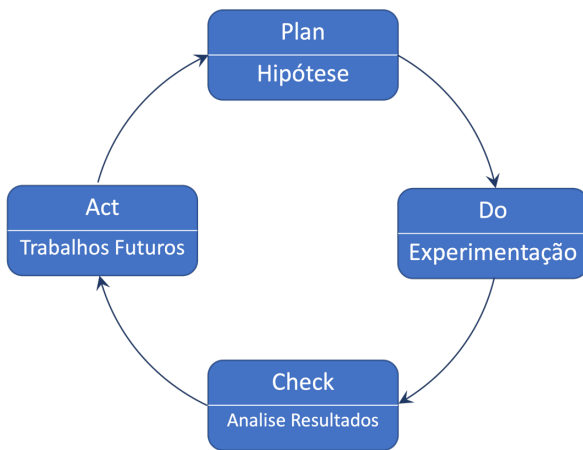 Plan
Hipótese
Do
Experimentação
Check
Analise Resultados
Act
Trabalhos Futuros